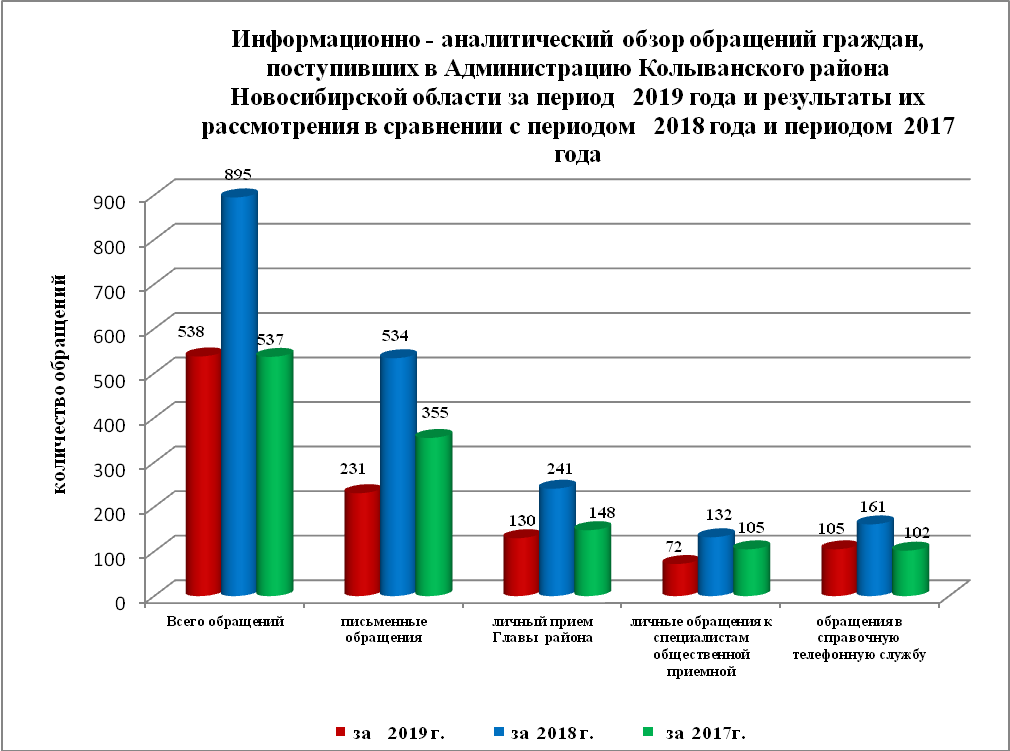 Информационно - аналитический обзор обращений граждан,
поступивших в Администрацию Колыванского района
Новосибирской области за период 2019 года и результаты их
рассмотрения в сравнении с периодом 2018 года и периодом 2017
года
количество обращений
900
800
700
600
500
400
300
200
100
0
538
895
537
231
534
355
130
241
148
72
132
105
105
161
102
Всего обращений
письменные
обращения
личный прием
Главы района
личные обращения к
специалистам
общественной
приемной
обращения в
справочную
телефонную службу
за 2019 г.
за 2018 г.
за 2017г.